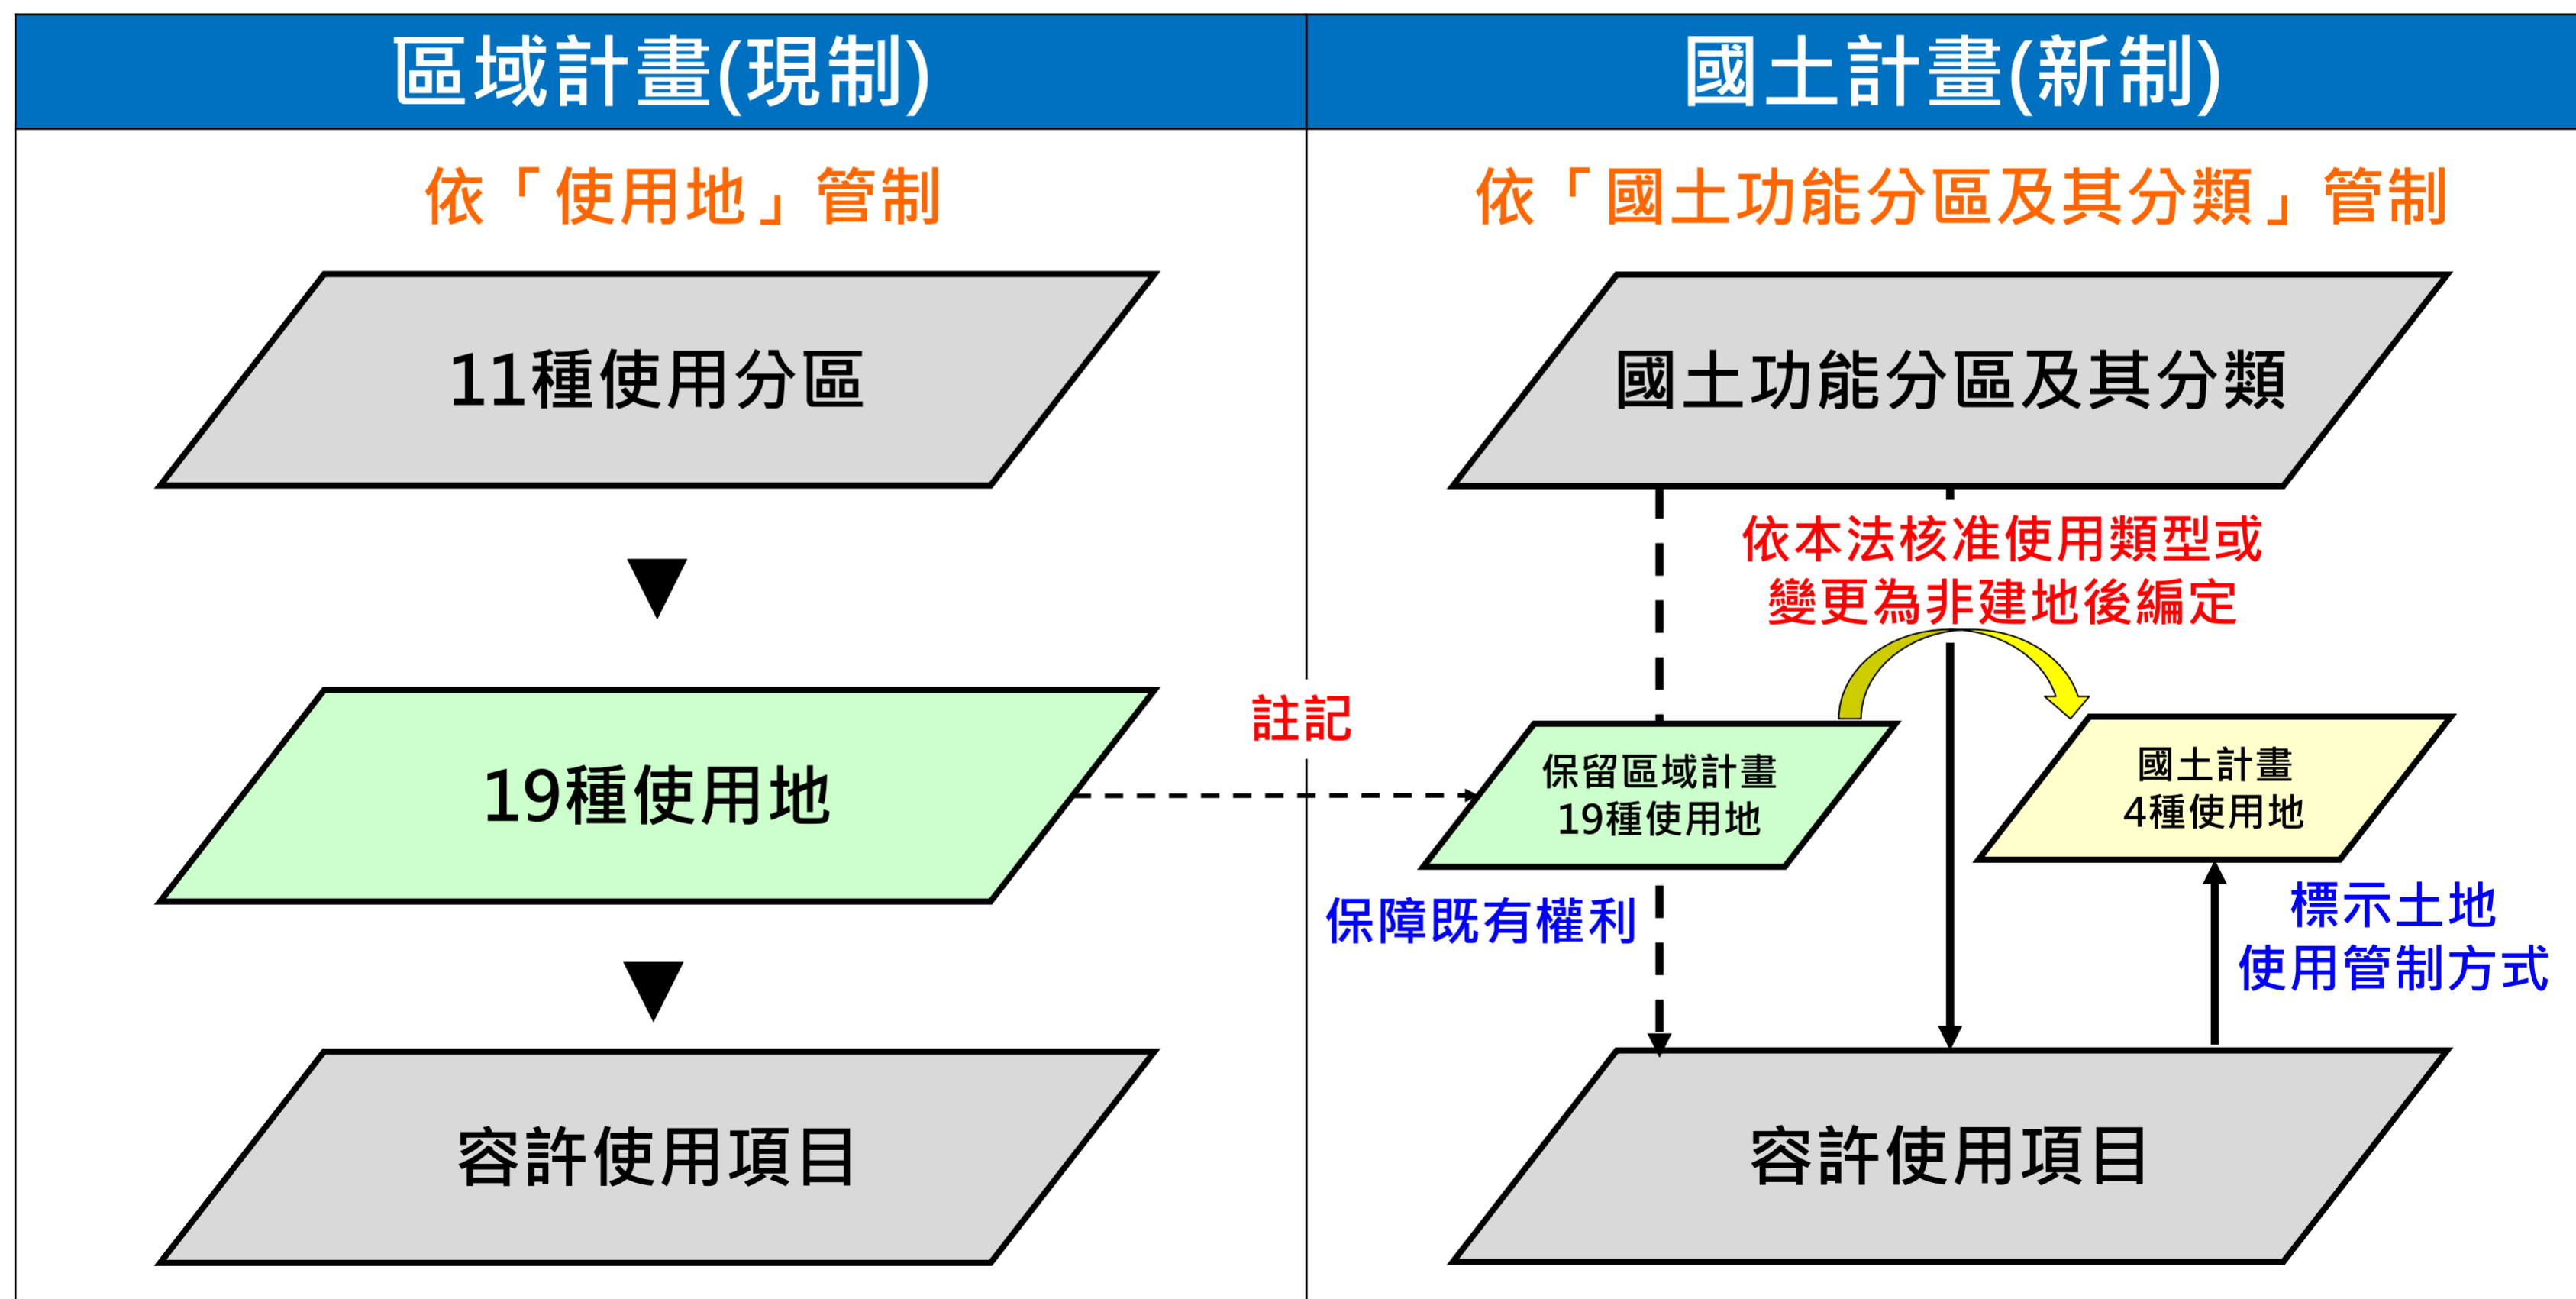 區域計畫(現制)
國土計畫(新制)
依「使用地」管制
依「國土功能分區及其分類」管制
11種使用分區
國土功能分區及其分類
依本法核准使用類型或
變更為非建地後編定
19種使用地
註記
保留區域計畫
19種使用地
國土計畫
4種使用地
保障既有權利
標示土地
使用管制方式
容許使用項目
容許使用項目